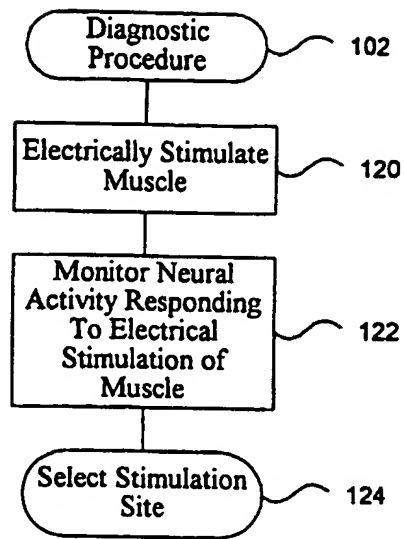 Diagnostic
Procedure
102
Electrically Stimulate
Muscle
120
Monitor Neural
Activity Responding
To Electrical
Stimulation of
Muscle
122
Select Stimulation
Site
124